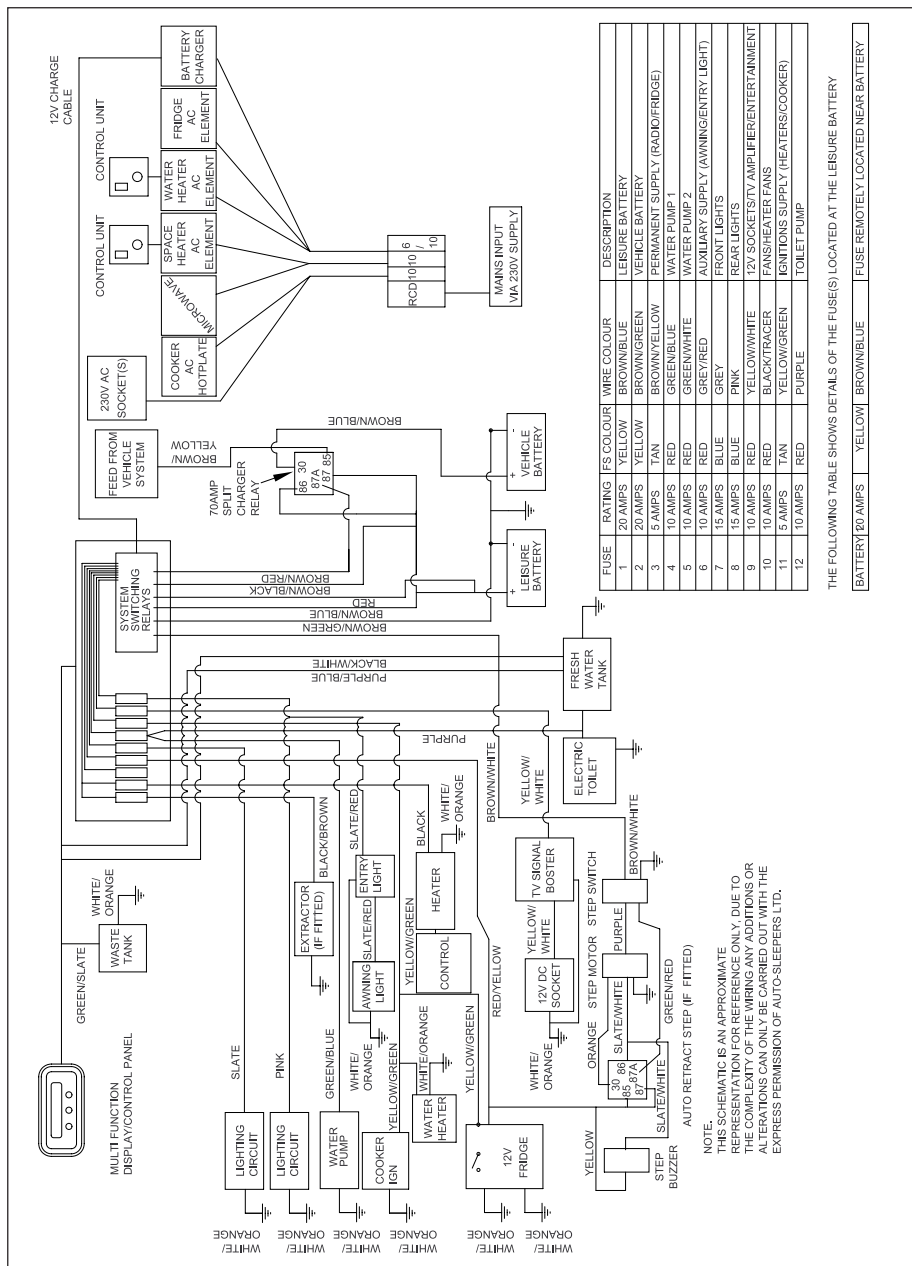 12V CHARGE
CABLE
CONTROL UNIT
CONTROL UNIT
BATTERY
CHARGER
FRIDGE
AC
ELEMENT
WATER
HEATER
AC
ELEMENT
SPACE
HEATER
AC
ELEMENT
MICROWAVE
COOKER
AC
HOTPLATE
230V AC
SOCKET(S)
RCD 10 10 6 / 10
MAINS INPUT
VIA 230V SUPPLY
FEED FROM
VEHICLE
SYSTEM
BROWN/
YELLOW
70AMP
SPLIT
CHARGER
RELAY
86 30
87A
87 85
BROWN/BLUE
+ -
VEHICLE
BATTERY
+ -
LEISURE
BATTERY
SYSTEM
SWITCHING
RELAYS
BROWN/RED
BROWN/BLACK
RED
BROWN/BLUE
BROWN/GREEN
BLACK/WHITE
PURPLE/BLUE
PURPLE
FRESH
WATER
TANK
ELECTRIC
TOILET
GREEN/SLATE
WASTE
TANK
WHITE/
ORANGE
MULTI FUNCTION
DISPLAY/CONTROL PANEL
SLATE
LIGHTING
CIRCUIT
WHITE/
ORANGE
PINK
LIGHTING
CIRCUIT
BLACK/BROWN
EXTRACTOR
(IF FITTED)
GREEN/BLUE
WATER
PUMP
WHITE/
ORANGE
SLATE/RED
ENTRY
LIGHT
SLATE/RED
AWNING
LIGHT
WHITE/
ORANGE
YELLOW/GREEN
COOKER
IGN
WHITE/
ORANGE
YELLOW/GREEN
BLACK
HEATER
WHITE/
ORANGE
CONTROL
WHITE/ORANGE
WATER
HEATER
RED/YELLOW
YELLOW/GREEN
12V
FRIDGE
WHITE/
ORANGE
WHITE/
ORANGE
YELLOW/
WHITE
TV SIGNAL
BOSTER
YELLOW/
WHITE
12V DC
SOCKET
WHITE/
ORANGE
BROWN/WHITE
BROWN/WHITE
STEP SWITCH
PURPLE
STEP MOTOR
SLATE/WHITE
ORANGE
GREEN/RED
30 86
87A
85 87
SLATE/WHITE
YELLOW
STEP
BUZZER
AUTO RETRACT STEP (IF FITTED)
NOTE.
THIS SCHEMATIC IS AN APPROXIMATE
REPRESENTATION FOR REFERENCE ONLY, DUE TO
THE COMPLEXITY OF THE WIRING ANY ADDITIONS OR
ALTERATIONS CAN ONLY BE CARRIED OUT WITH THE
EXPRESS PERMISSION OF AUTO-SLEEPERS LTD.
FUSE RATING FS COLOUR WIRE COLOUR DESCRIPTION
1 20 AMPS YELLOW BROWN/BLUE LEISURE BATTERY
2 20 AMPS YELLOW BROWN/GREEN VEHICLE BATTERY
3 5 AMPS TAN BROWN/YELLOW PERMANENT SUPPLY (RADIO/FRIDGE)
4 10 AMPS RED GREEN/BLUE WATER PUMP 1
5 10 AMPS RED GREEN/WHITE WATER PUMP 2
6 10 AMPS RED GREY/RED AUXILIARY SUPPLY (AWNING/ENTRY LIGHT)
7 15 AMPS BLUE GREY FRONT LIGHTS
8 15 AMPS BLUE PINK REAR LIGHTS
9 10 AMPS RED YELLOW/WHITE 12V SOCKETS/TV AMPLIFIER/ENTERTAINMENT
10 10 AMPS RED BLACK/TRACER FANS/HEATER FANS
11 5 AMPS TAN YELLOW/GREEN IGNITIONS SUPPLY (HEATERS/COOKER)
12 10 AMPS RED PURPLE TOILET PUMP
THE FOLLOWING TABLE SHOWS DETAILS OF THE FUSE(S) LOCATED AT THE LEISURE BATTERY
BATTERY 20 AMPS YELLOW BROWN/BLUE FUSE REMOTELY LOCATED NEAR BATTERY